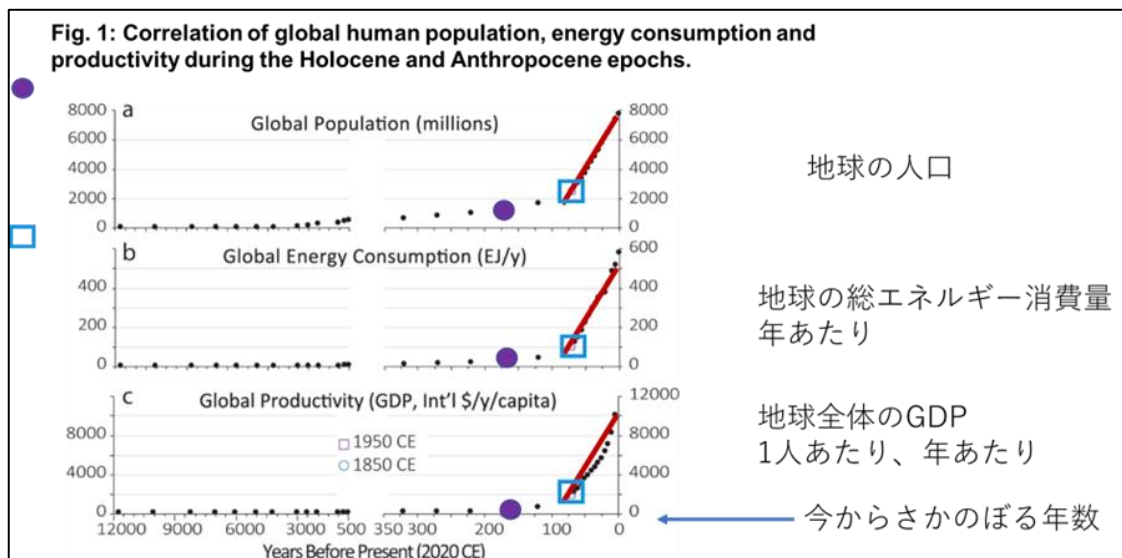 Fig. 1: Correlation of global human population, energy consumption and
productivity during the Holocene and Anthropocene epochs.
a
Global Population (millions)
8000
6000
4000
2000
0
8000
6000
4000
2000
0
地球の人口
b
Global Energy Consumption (EJ/y)
400
200
0
600
400
200
0
地球の総エネルギー消費量
年あたり
c
Global Productivity (GDP, Int'l $/y/capita)
8000
4000
0
12000
8000
4000
0
1950 CE
1850 CE
地球全体のGDP
1人あたり、年あたり
12000 9000 6000 3000 500 350 300 200 100 0
Years Before Present (2020 CE)
今からさかのぼる年数